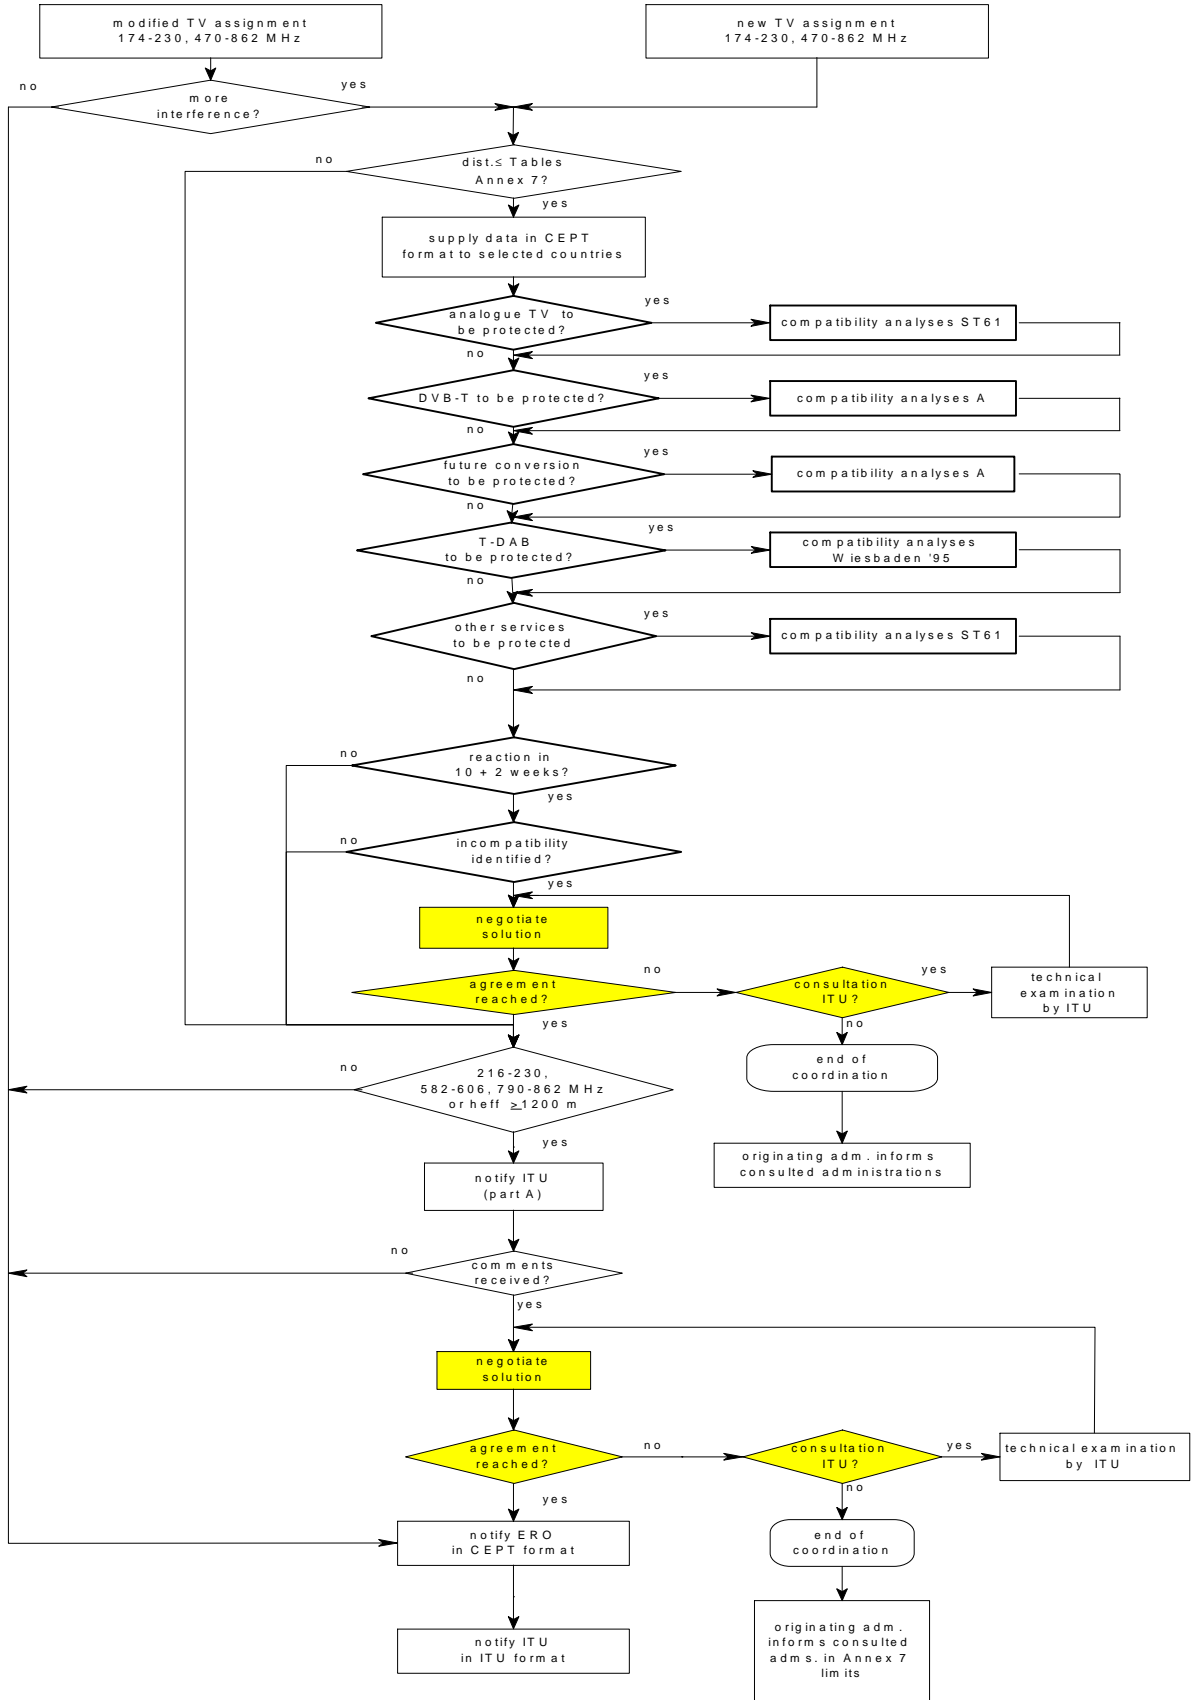 modified TV assignment
174-230, 470-862 MHz
new TV assignment
174-230, 470-862 MHz
no
yes
more
interference?
no
dist.≤ Tables
Annex 7?
yes
supply data in CEPT
format to selected countries
analogue TV to
be protected?
yes
compatibility analyses ST61
no
DVB-T to be protected?
yes
compatibility analyses A
no
future conversion
to be protected?
yes
compatibility analyses A
no
T-DAB
to be protected?
yes
compatibility analyses
Wiesbaden '95
no
other services
to be protected
yes
compatibility analyses ST61
no
no
reaction in
10 + 2 weeks?
yes
no
incompatibility
identified?
yes
negotiate
solution
agreement
reached?
no
consultation
ITU?
yes
technical
examination
by ITU
yes
no
end of
coordination
no
216-230,
582-606, 790-862 MHz
or heff ≥1200 m
yes
originating adm. informs
consulted administrations
notify ITU
(part A)
no
comments
received?
yes
negotiate
solution
agreement
reached?
no
consultation
ITU?
yes
technical examination
by ITU
yes
no
notify ERO
in CEPT format
end of
coordination
notify ITU
in ITU format
originating adm.
informs consulted
adms. in Annex 7
limits